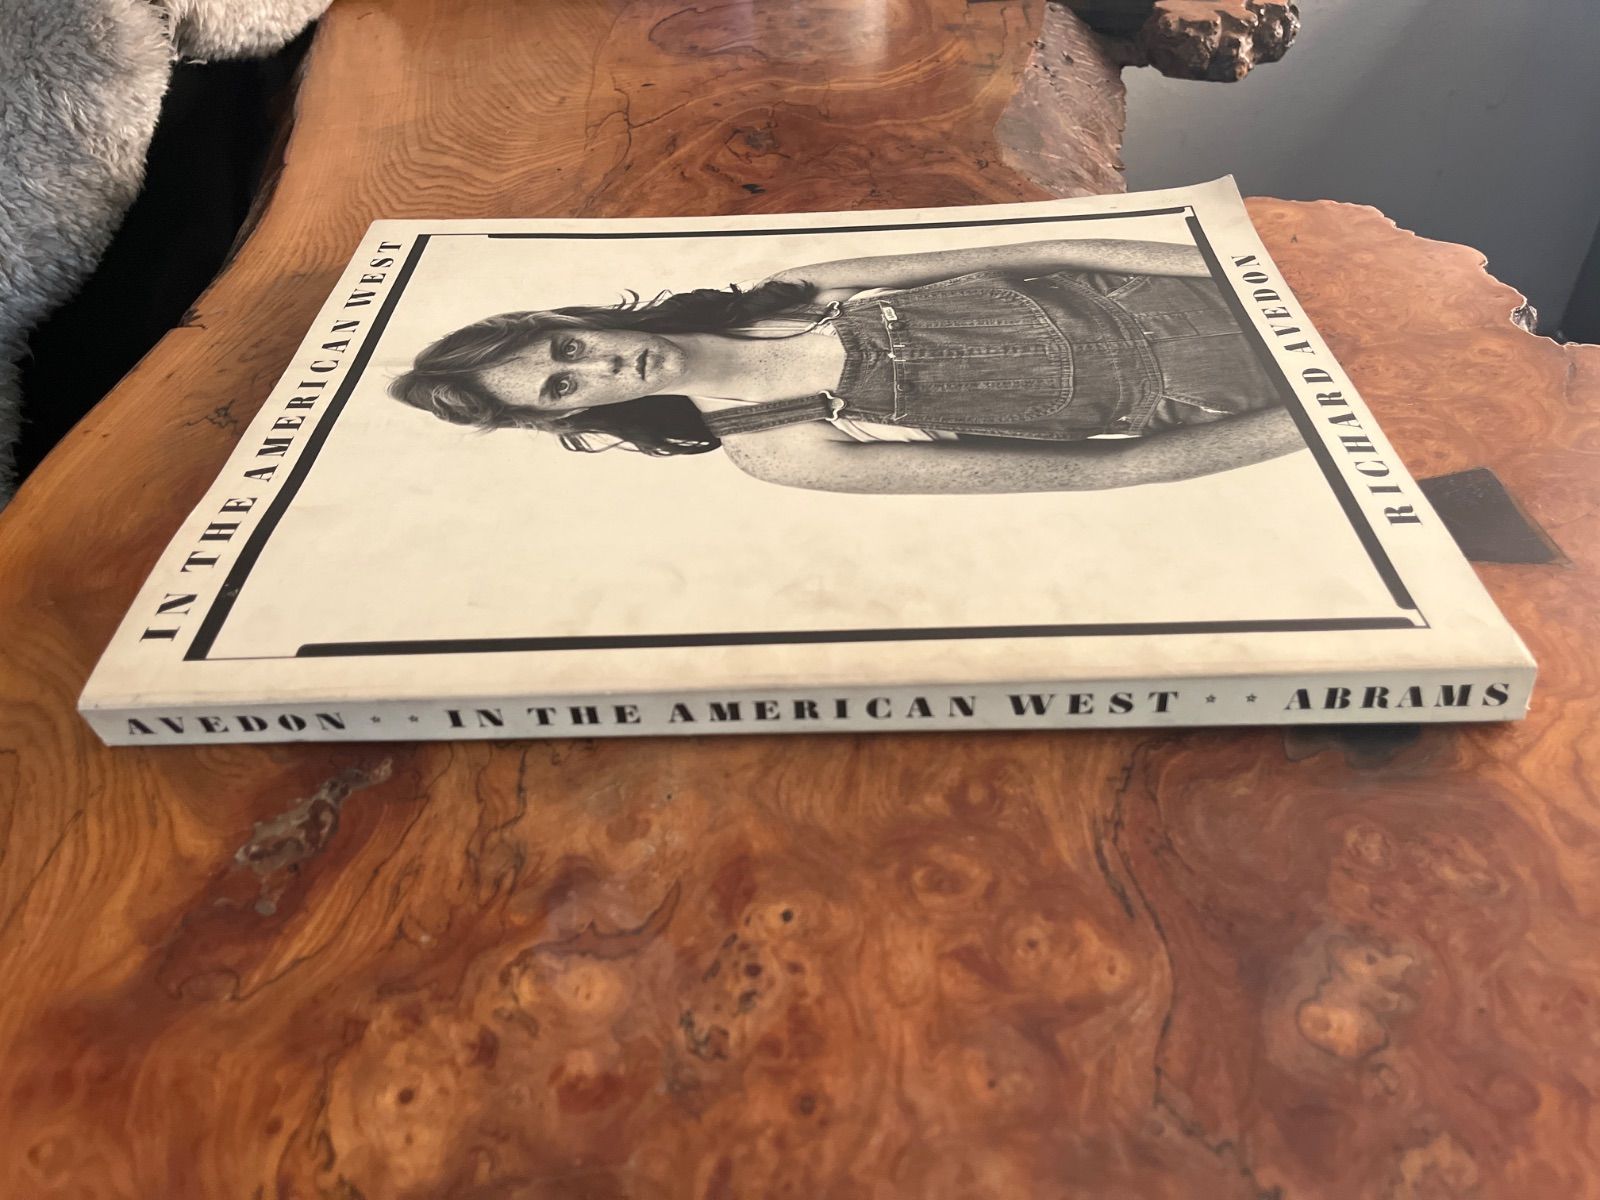 IN THE AMERICAN WEST
RICHARD AVEDON
AVEDON ☆ ☆ IN THE AMERICAN WEST ☆ ☆ ABRAMS